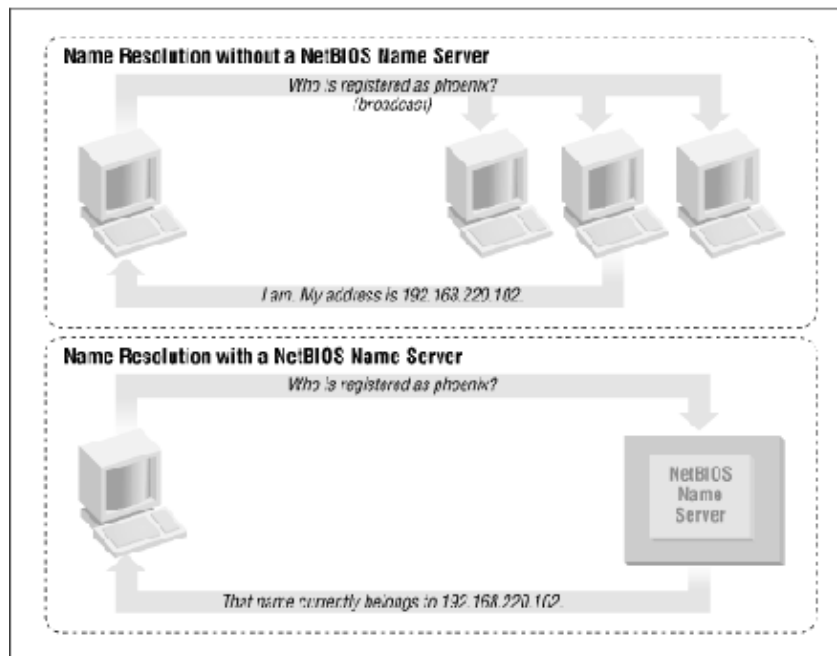 Name Resolution without a NetBIOS Name Server
Who is registered as phoenix?
(broadcast)
I am. My address is 192.168.220.102.
Name Resolution with a NetBIOS Name Server
Who is registered as phoenix?
NetBIOS
Name
Server
That name currently belongs to 192.168.220.102.